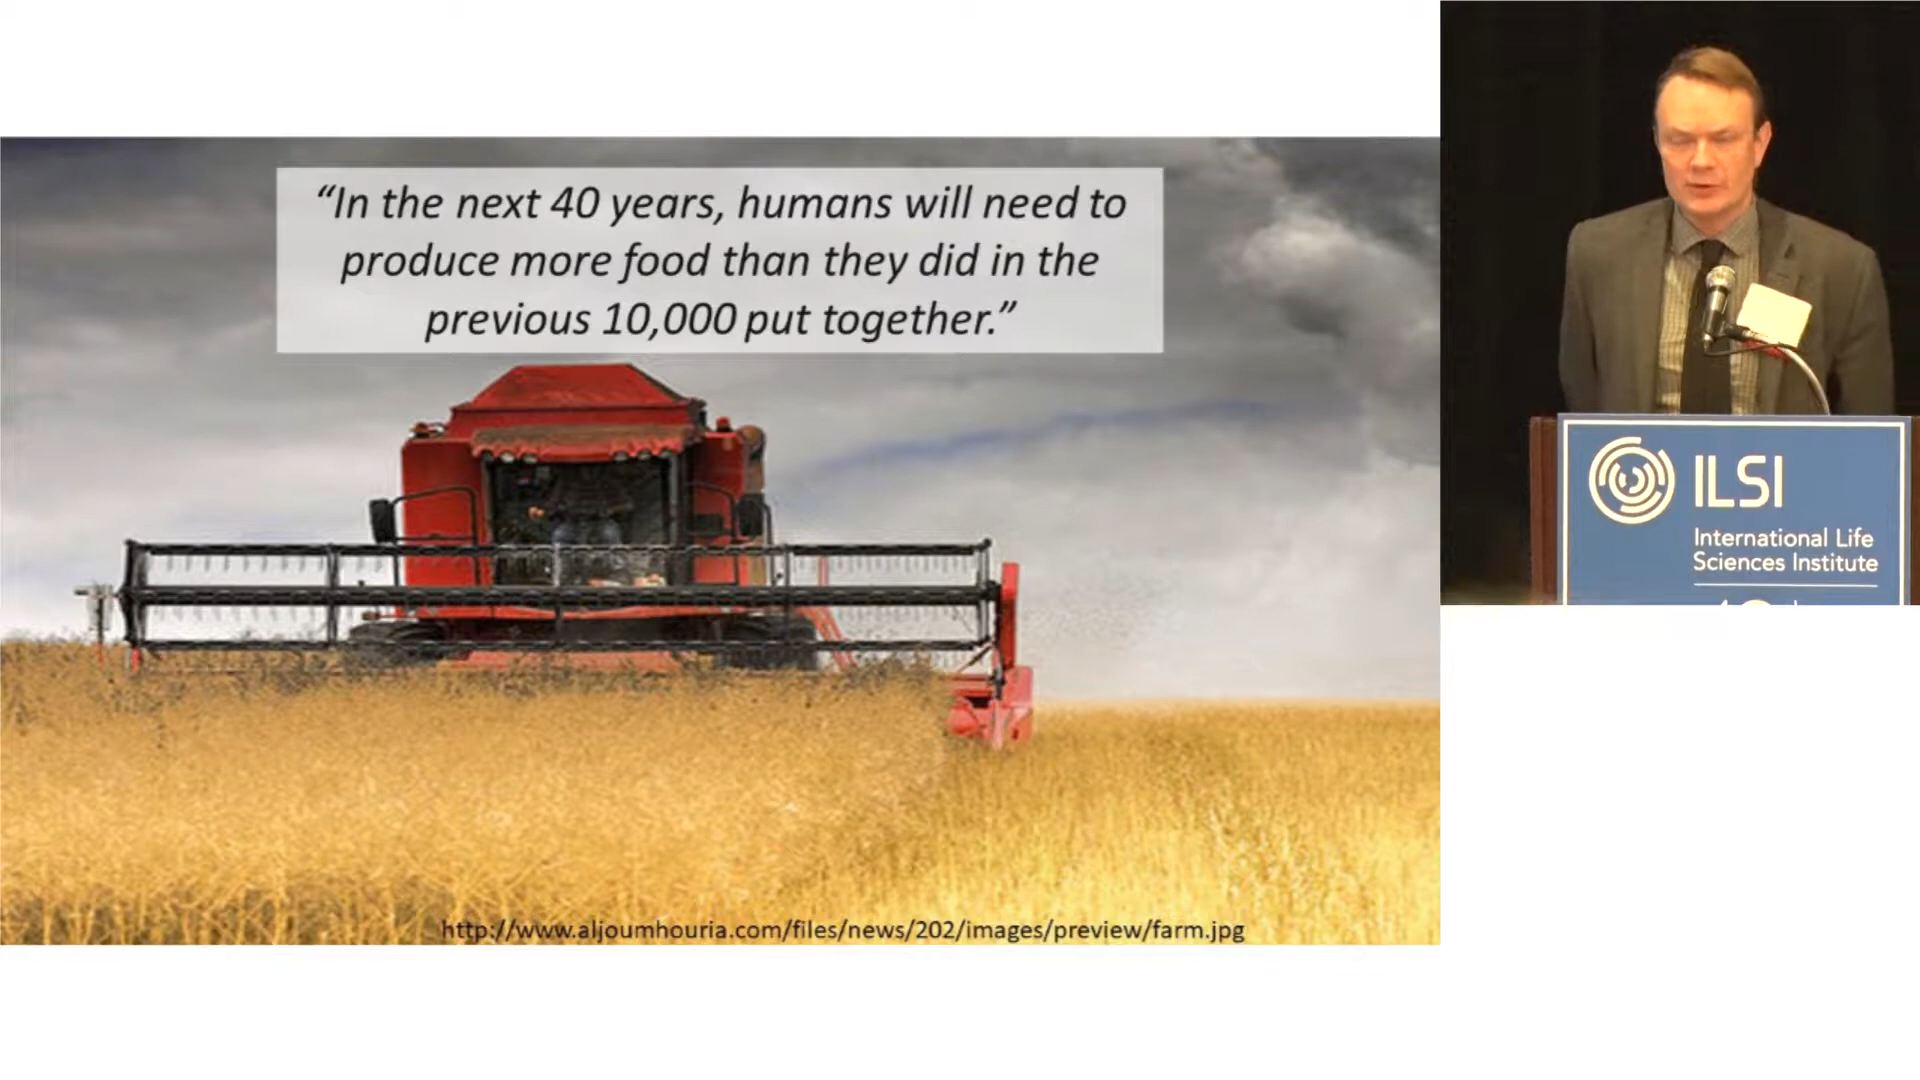 “In the next 40 years, humans will need to
produce more food than they did in the
previous 10,000 put together.”
http://www.aljoumhouria.com/files/news/202/images/preview/farm.jpg
ILSI
International Life
Sciences Institute